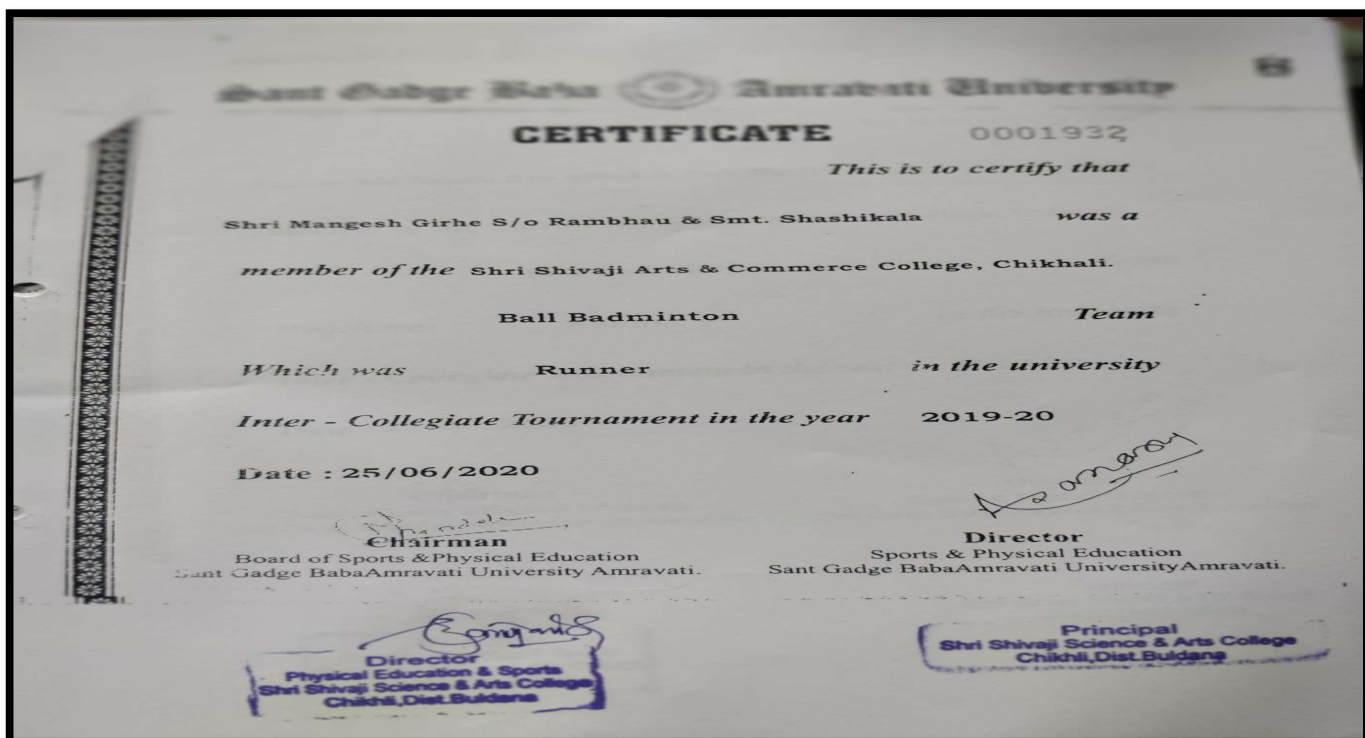 Sant Gadge Baba Amravati University
CERTIFICATE 0001932
This is to certify that
Shri Mangesh Girhe S/o Rambhau & Smt. Shashikala was a
member of the Shri Shivaji Arts & Commerce College, Chikhali.
Ball Badminton Team
Which was Runner in the university
Inter - Collegiate Tournament in the year 2019-20
Date : 25/06/2020
Chairman
Board of Sports &Physical Education
Sant Gadge BabaAmravati University Amravati.
Director
Sports & Physical Education
Sant Gadge BabaAmravati UniversityAmravati.
Director
Physical Education & Sports
Shri Shivaji Science & Arts College
Chikhli,Dist.Buldana
Principal
Shri Shivaji Science & Arts College
Chikhli,Dist.Buldana